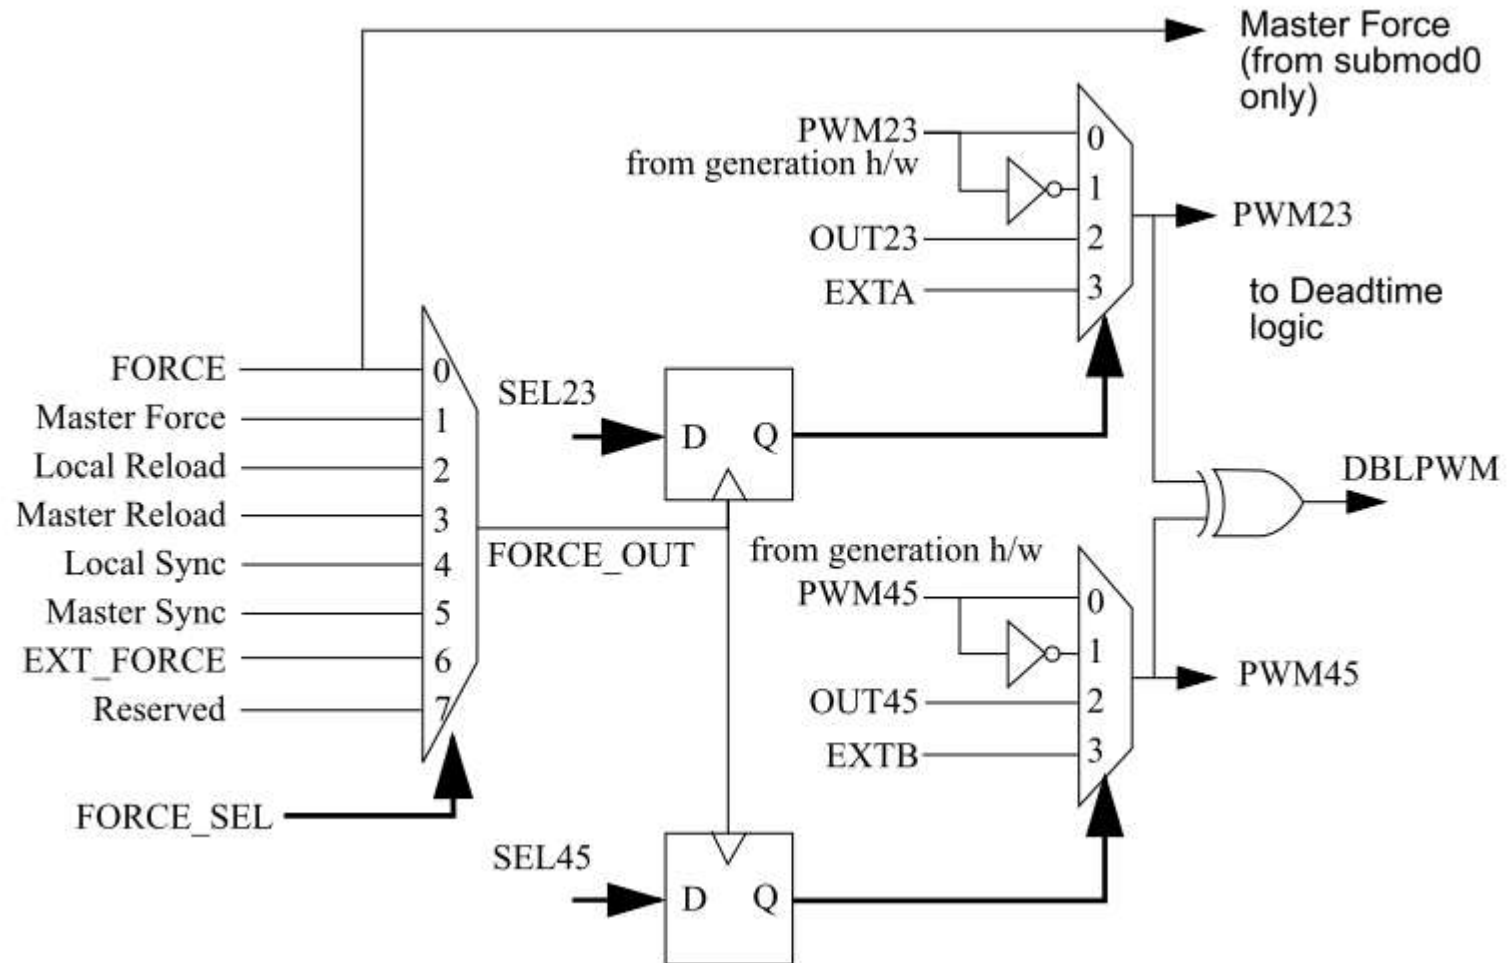 Master Force
(from submod0
only)
PWM23
from generation h/w
0
1
OUT23
2
EXTA
3
PWM23
to Deadtime
logic
FORCE
0
Master Force
1
Local Reload
2
Master Reload
3
Local Sync
4
Master Sync
5
EXT_FORCE
6
Reserved
7
FORCE_SEL
SEL23
D Q
FORCE_OUT
DBLPWM
from generation h/w
PWM45
0
1
OUT45
2
EXTB
3
PWM45
SEL45
D Q